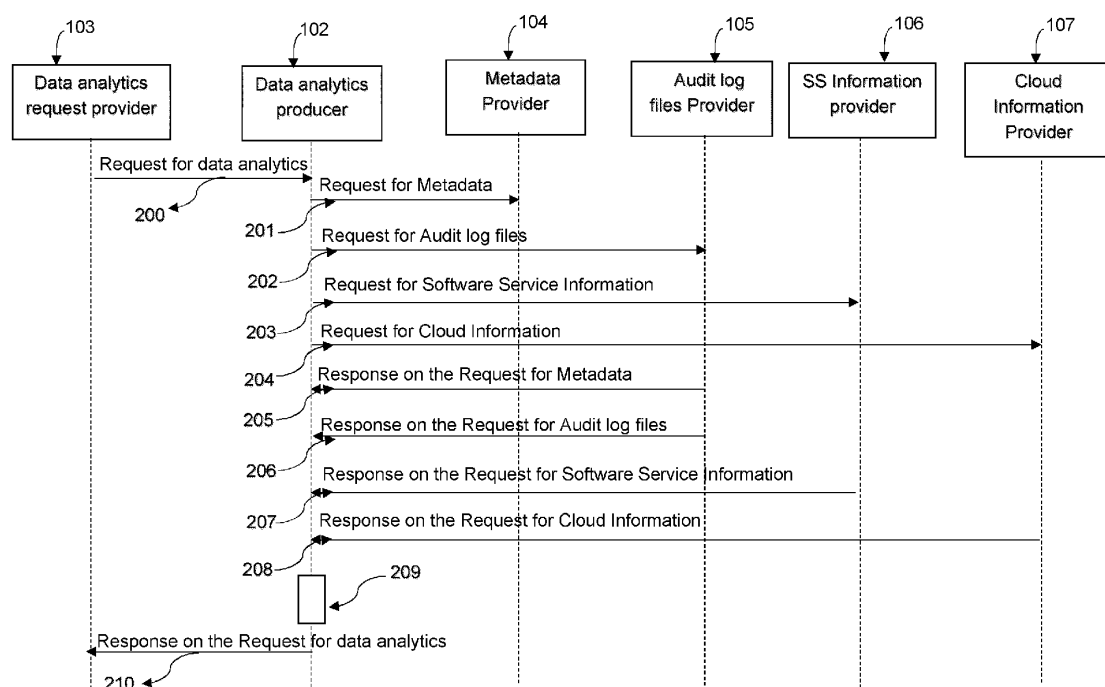 103
102
104
105
106
107
Data analytics
request provider
Data analytics
producer
Metadata
Provider
Audit log
files Provider
SS Information
provider
Cloud
Information
Provider
Request for data analytics
200
Request for Metadata
201
Request for Audit log files
202
Request for Software Service Information
203
Request for Cloud Information
204
Response on the Request for Metadata
205
Response on the Request for Audit log files
206
Response on the Request for Software Service Information
207
Response on the Request for Cloud Information
208
209
Response on the Request for data analytics
210